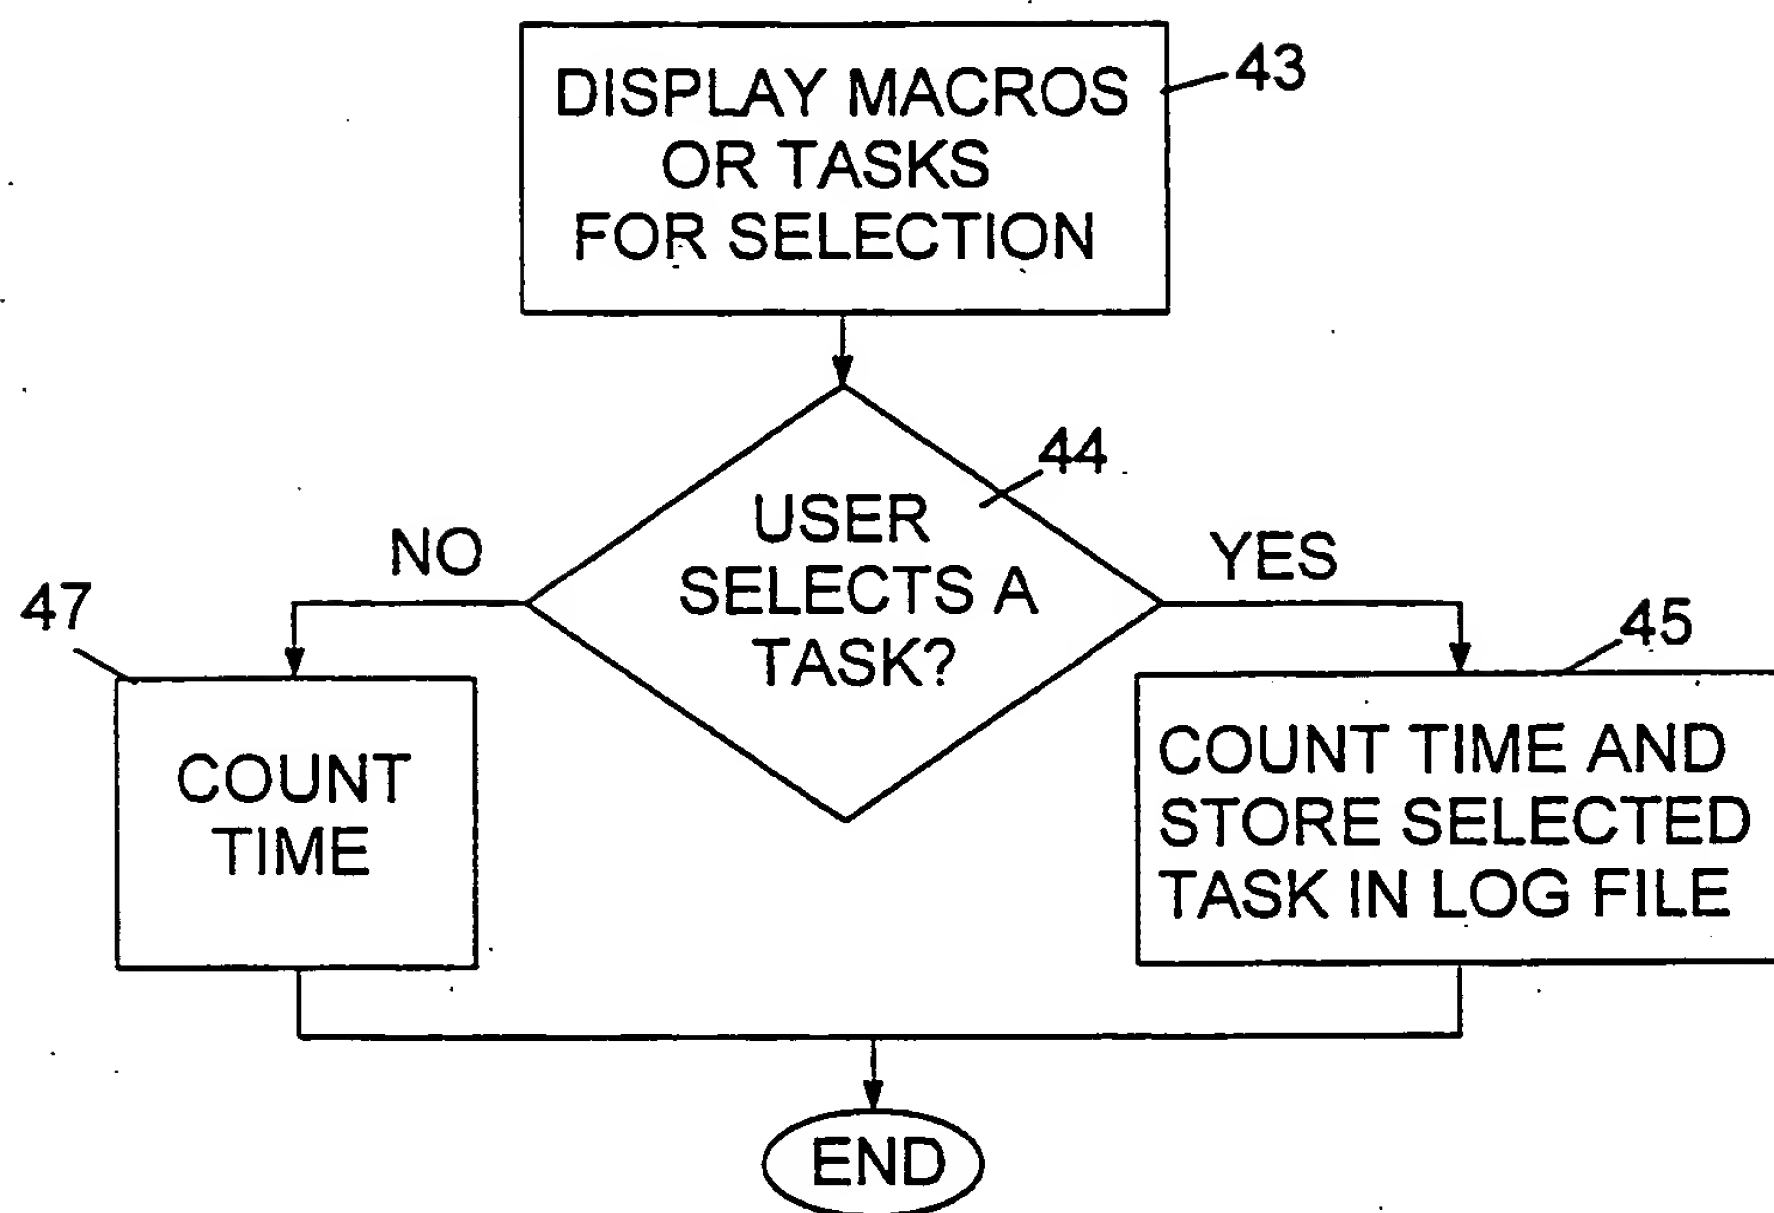 DISPLAY MACROS
OR TASKS
FOR SELECTION
43
USER
SELECTS A
TASK?
44
NO
YES
47
COUNT
TIME
45
COUNT TIME AND
STORE SELECTED
TASK IN LOG FILE
END